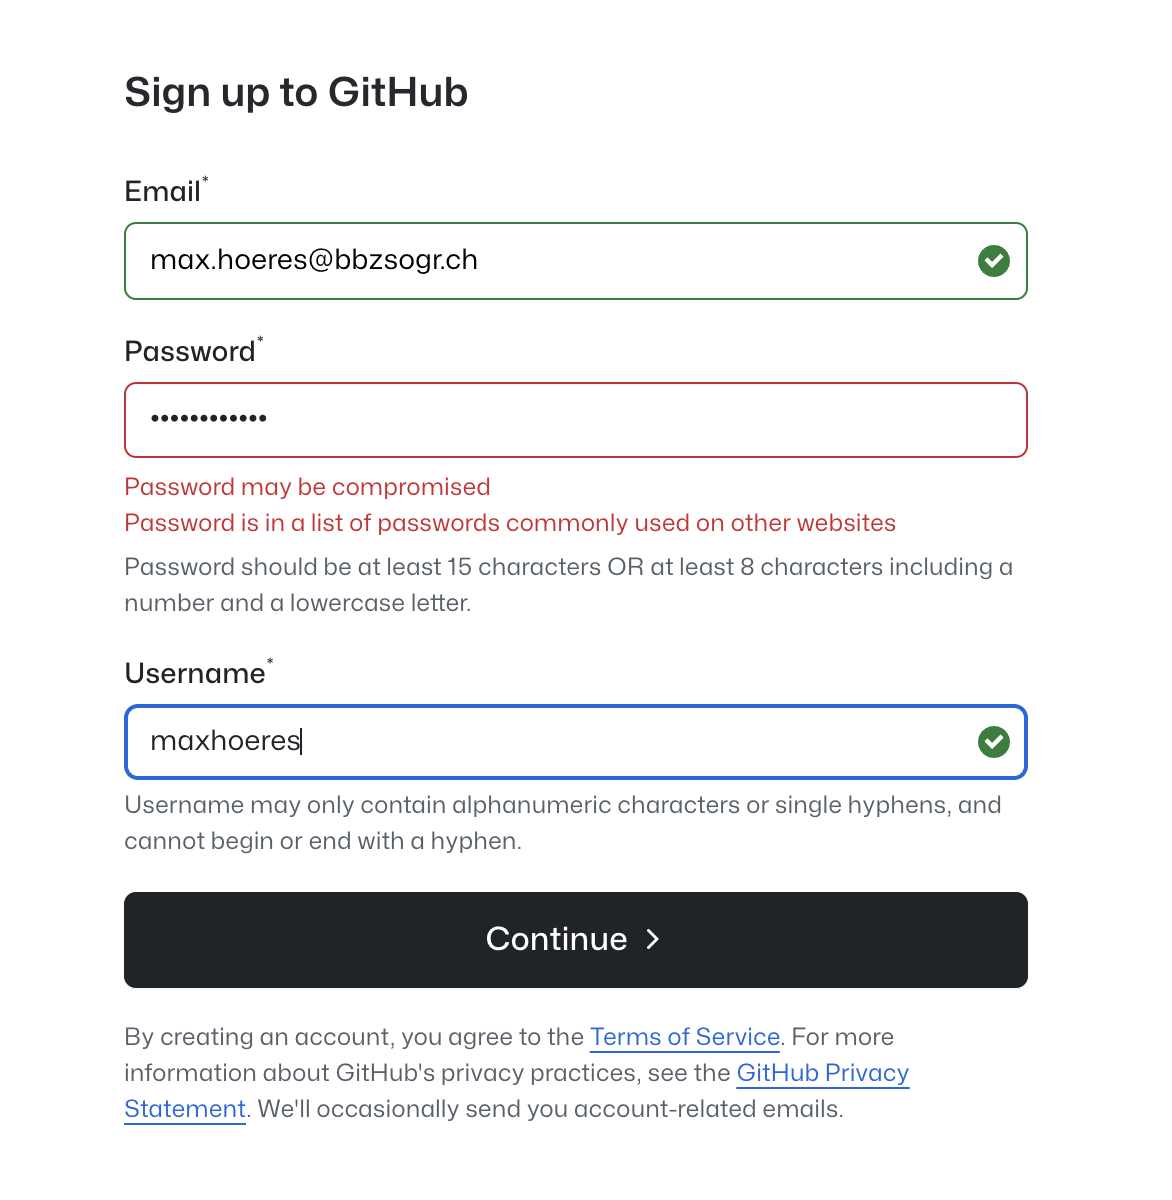 Sign up to GitHub
Email*
max.hoeres@bbzsogr.ch
Password*
••••••••••••
Password may be compromised
Password is in a list of passwords commonly used on other websites
Password should be at least 15 characters OR at least 8 characters including a
number and a lowercase letter.
Username*
maxhoeres
Username may only contain alphanumeric characters or single hyphens, and
cannot begin or end with a hyphen.
Continue
By creating an account, you agree to the Terms of Service. For more
information about GitHub's privacy practices, see the GitHub Privacy
Statement. We'll occasionally send you account-related emails.